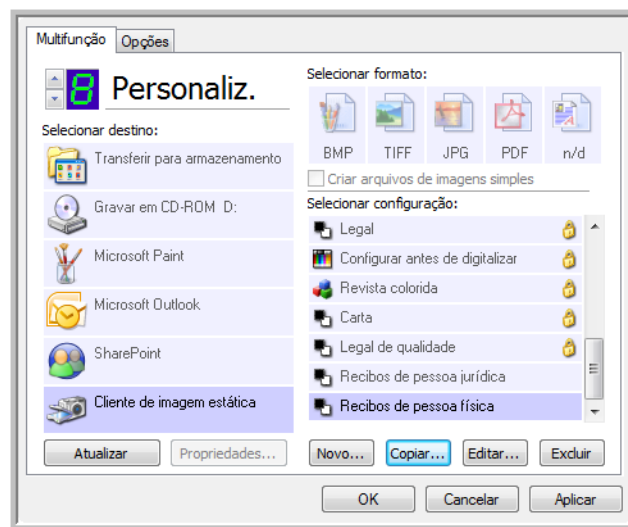 Multifunção Opções
8 Personaliz.
Selecionar destino:
Transferir para armazenamento
Gravar em CD-ROM D:
Microsoft Paint
Microsoft Outlook
SharePoint
Cliente de imagem estática
Atualizar Propriedades...
Selecionar formato:
BMP TIFF JPG PDF n/d
Criar arquivos de imagens simples
Selecionar configuração:
Legal
Configurar antes de digitalizar
Revista colorida
Carta
Legal de qualidade
Recibos de pessoa jurídica
Recibos de pessoa física
Novo... Copiar... Editar... Excluir
OK Cancelar Aplicar